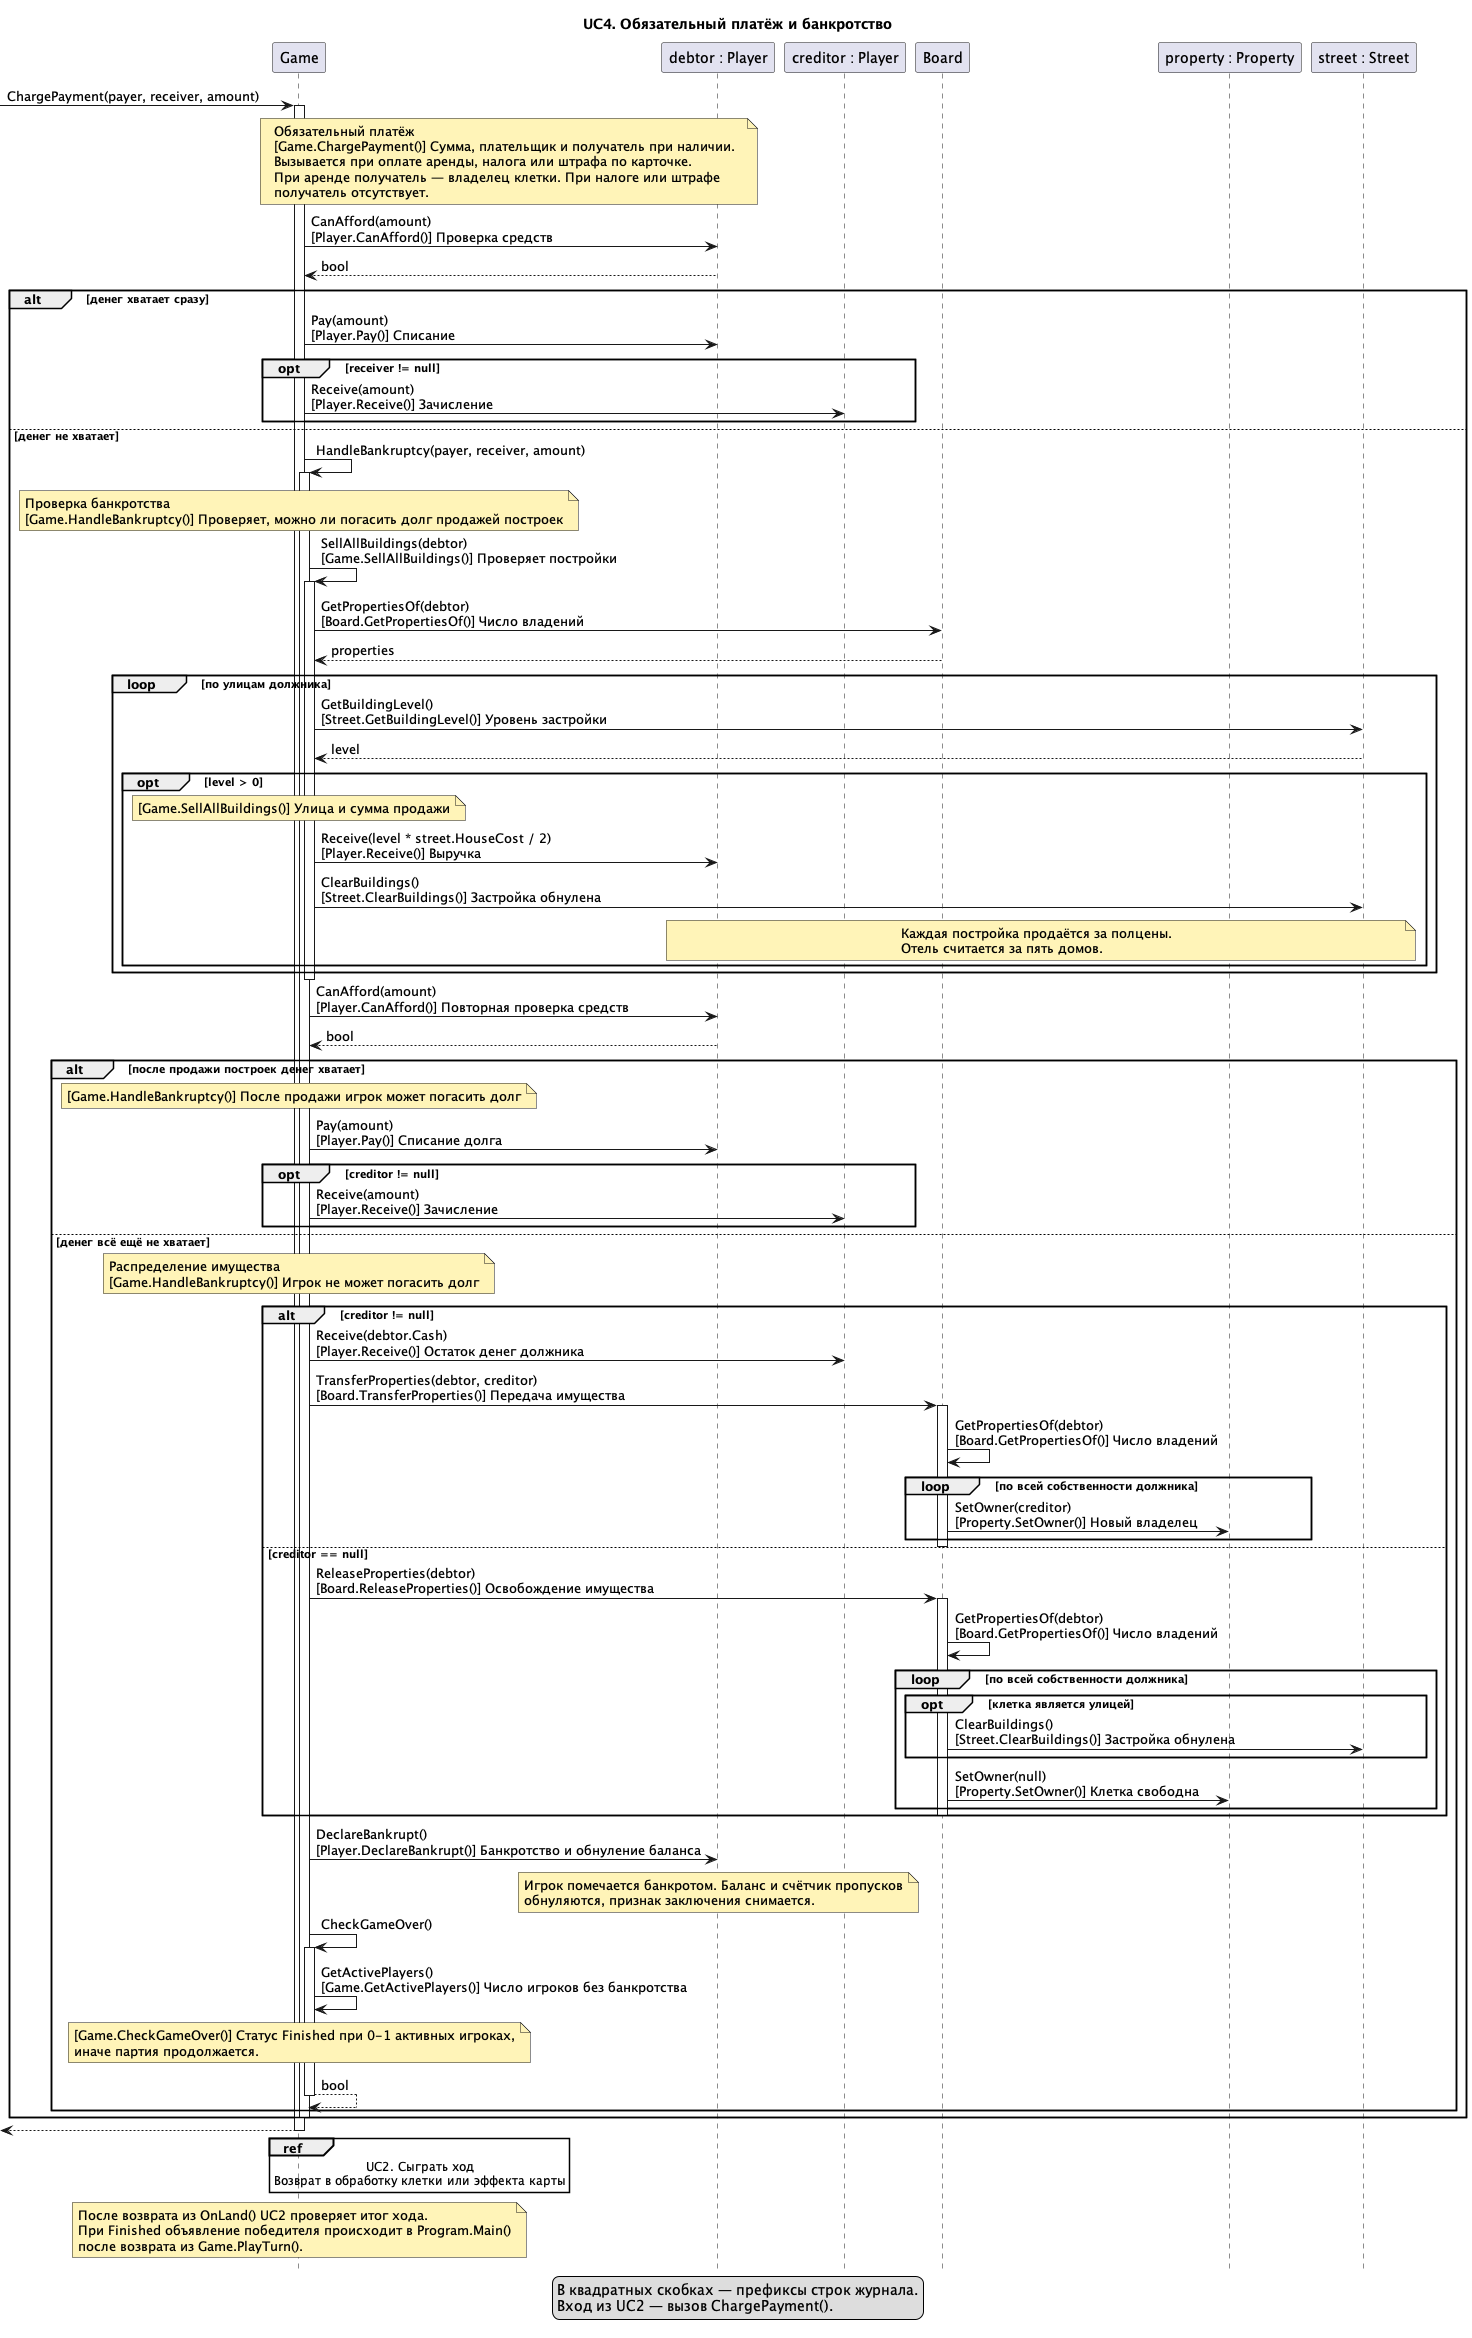 UC4. Обязательный платёж и банкротство
Game
debtor : Player
creditor : Player
Board
property : Property
street : Street
ChargePayment(payer, receiver, amount)
Обязательный платёж
[Game.ChargePayment()] Сумма, плательщик и получатель при наличии.
Вызывается при оплате аренды, налога или штрафа по карточке.
При аренде получатель — владелец клетки. При налоге или штрафе
получатель отсутствует.
CanAfford(amount)
[Player.CanAfford()] Проверка средств
bool
alt
[денег хватает сразу]
Pay(amount)
[Player.Pay()] Списание
opt
[receiver != null]
Receive(amount)
[Player.Receive()] Зачисление
[денег не хватает]
HandleBankruptcy(payer, receiver, amount)
Проверка банкротства
[Game.HandleBankruptcy()] Проверяет, можно ли погасить долг продажей построек
SellAllBuildings(debtor)
[Game.SellAllBuildings()] Проверяет постройки
GetPropertiesOf(debtor)
[Board.GetPropertiesOf()] Число владений
properties
loop
[по улицам должника]
GetBuildingLevel()
[Street.GetBuildingLevel()] Уровень застройки
level
opt
[level > 0]
[Game.SellAllBuildings()] Улица и сумма продажи
Receive(level * street.HouseCost / 2)
[Player.Receive()] Выручка
ClearBuildings()
[Street.ClearBuildings()] Застройка обнулена
Каждая постройка продаётся за полцены.
Отель считается за пять домов.
CanAfford(amount)
[Player.CanAfford()] Повторная проверка средств
bool
alt
[после продажи построек денег хватает]
[Game.HandleBankruptcy()] После продажи игрок может погасить долг
Pay(amount)
[Player.Pay()] Списание долга
opt
[creditor != null]
Receive(amount)
[Player.Receive()] Зачисление
[денег всё ещё не хватает]
Распределение имущества
[Game.HandleBankruptcy()] Игрок не может погасить долг
alt
[creditor != null]
Receive(debtor.Cash)
[Player.Receive()] Остаток денег должника
TransferProperties(debtor, creditor)
[Board.TransferProperties()] Передача имущества
GetPropertiesOf(debtor)
[Board.GetPropertiesOf()] Число владений
loop
[по всей собственности должника]
SetOwner(creditor)
[Property.SetOwner()] Новый владелец
[creditor == null]
ReleaseProperties(debtor)
[Board.ReleaseProperties()] Освобождение имущества
GetPropertiesOf(debtor)
[Board.GetPropertiesOf()] Число владений
loop
[по всей собственности должника]
opt
[клетка является улицей]
ClearBuildings()
[Street.ClearBuildings()] Застройка обнулена
SetOwner(null)
[Property.SetOwner()] Клетка свободна
DeclareBankrupt()
[Player.DeclareBankrupt()] Банкротство и обнуление баланса
Игрок помечается банкротом. Баланс и счётчик пропусков
обнуляются, признак заключения снимается.
CheckGameOver()
GetActivePlayers()
[Game.GetActivePlayers()] Число игроков без банкротства
[Game.CheckGameOver()] Статус Finished при 0-1 активных игроках,
иначе партия продолжается.
bool
ref
UC2. Сыграть ход
Возврат в обработку клетки или эффекта карты
После возврата из OnLand() UC2 проверяет итог хода.
При Finished объявление победителя происходит в Program.Main()
после возврата из Game.PlayTurn().
В квадратных скобках — префиксы строк журнала.
Вход из UC2 — вызов ChargePayment().